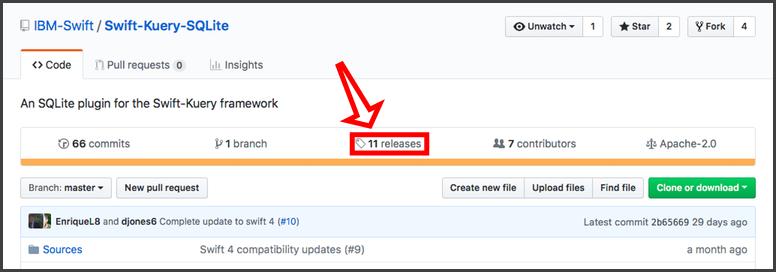 IBM-Swift / Swift-Kuery-SQLite
Unwatch 1 Star 2 Fork 4
Code Pull requests 0 Insights
An SQLite plugin for the Swift-Kuery framework
66 commits 1 branch 11 releases 7 contributors Apache-2.0
Branch: master New pull request Create new file Upload files Find file Clone or download
EnriqueL8 and djones6 Complete update to swift 4 (#10) Latest commit 2b65669 29 days ago
Sources Swift 4 compatibility updates (#9) a month ago